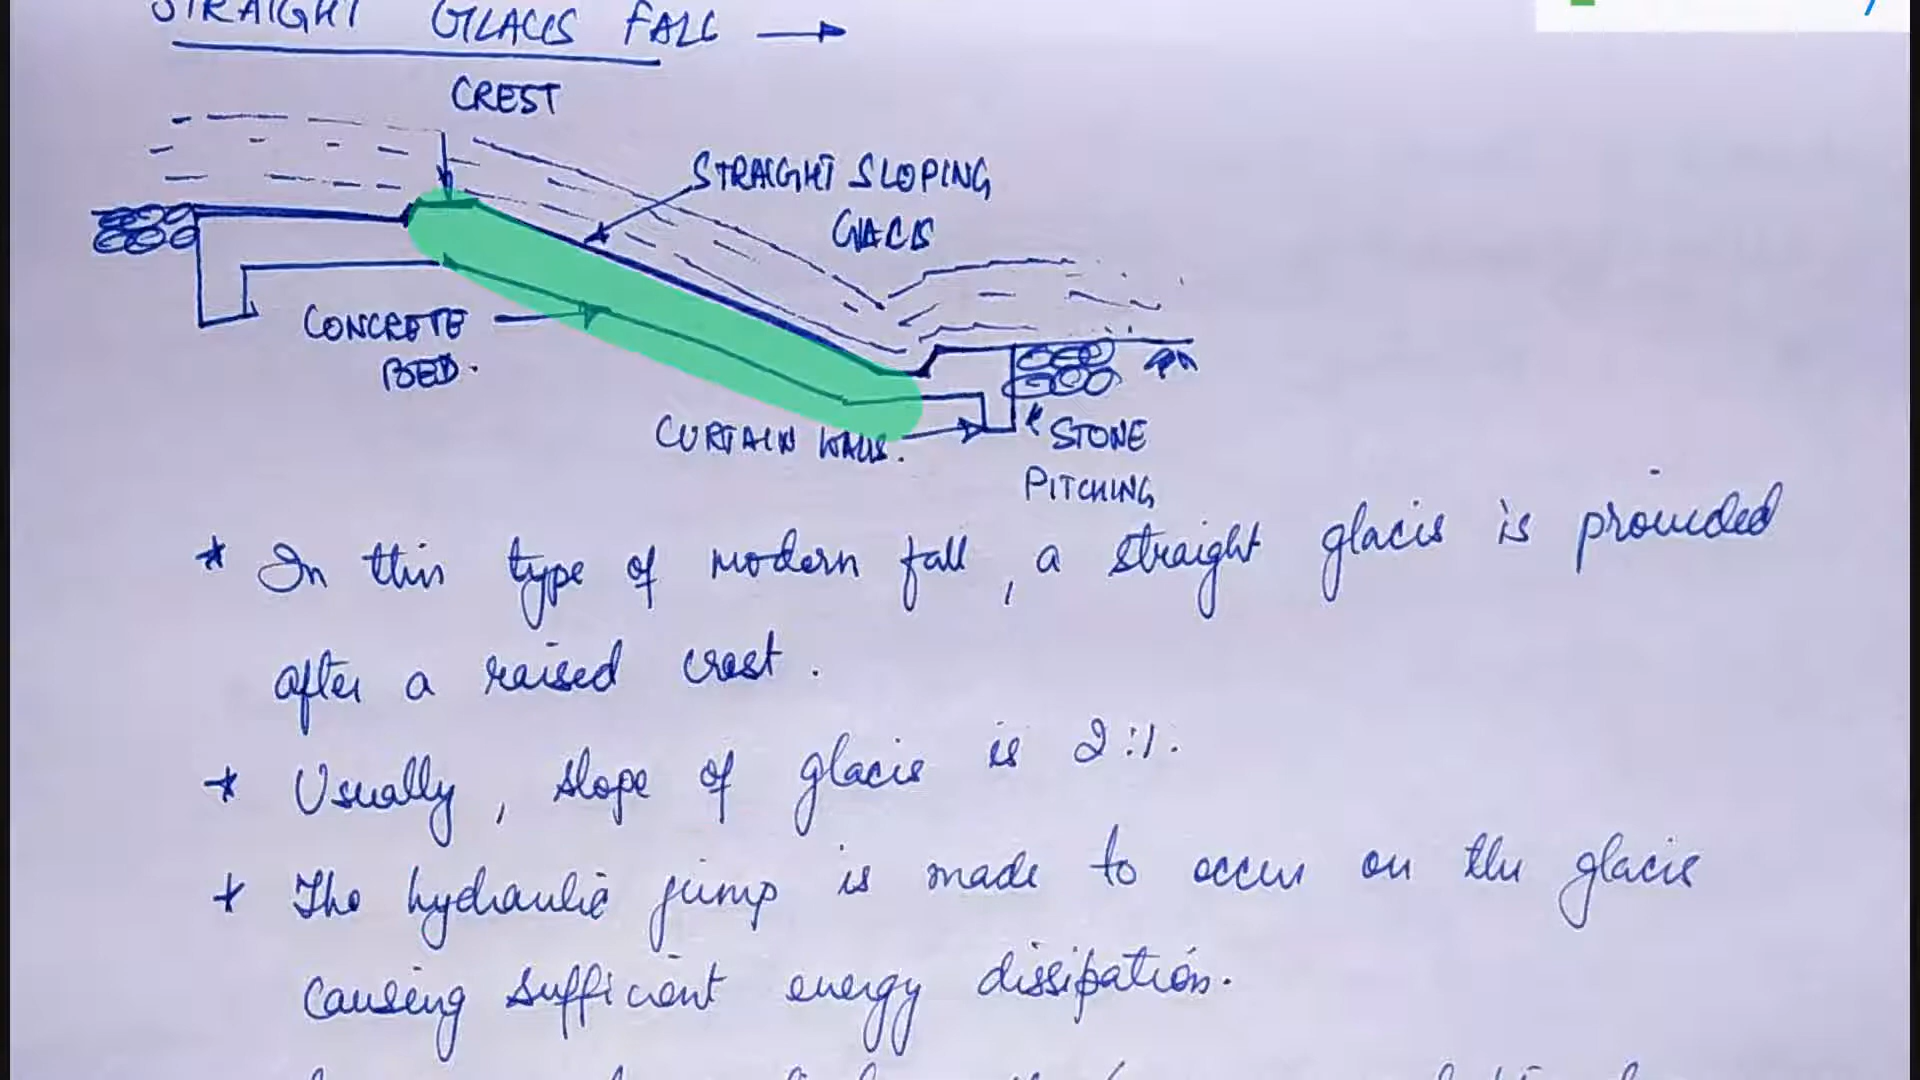 STRAIGHT GLACIS FALL
CREST
STRAIGHT SLOPING
GLACIS
CONCRETE
BED.
CURTAIN WALLS.
STONE
PITCHING
* In this type of modern fall, a straight glacis is provided
after a raised crest.
* Usually, slope of glacis is 2:1.
* The hydraulic jump is made to occur on the glacis
causing sufficient energy dissipation.